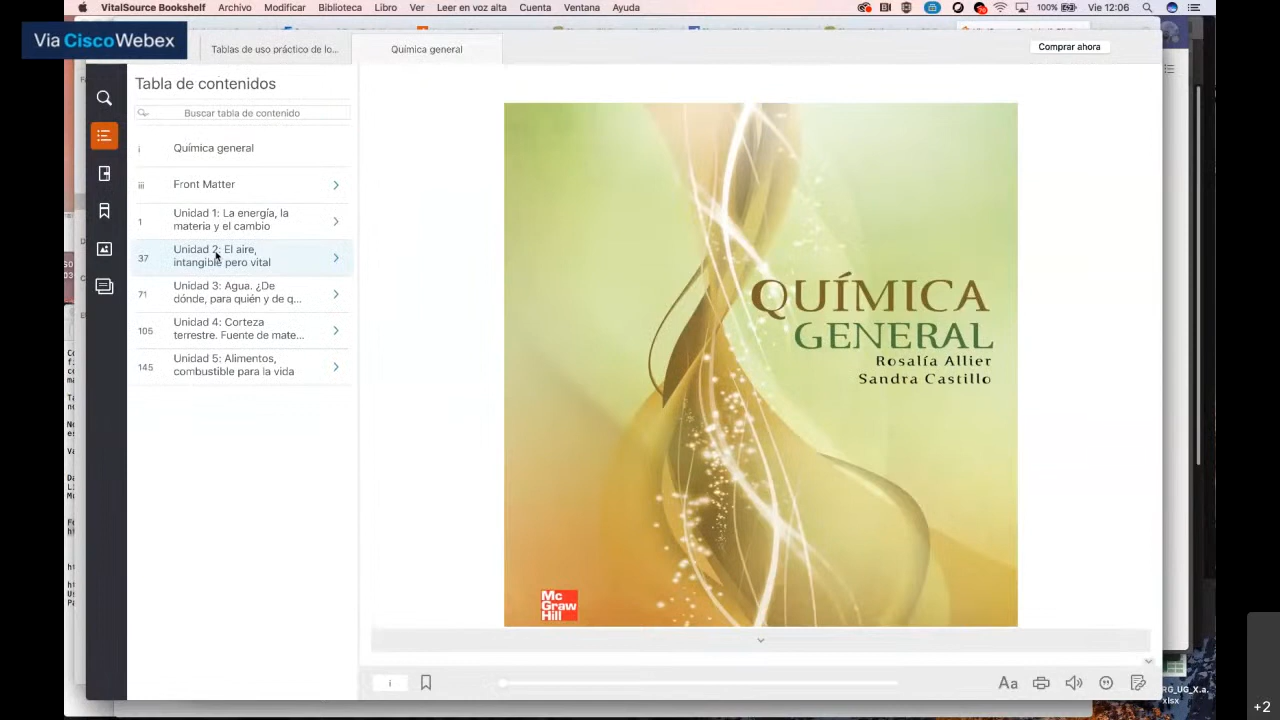 VitalSource Bookshelf Archivo Modificar Biblioteca Libro Ver Leer en voz alta Cuenta Ventana Ayuda
100% Vie 12:06
Via CiscoWebex
Tablas de uso práctico de lo...
Química general
Comprar ahora
Tabla de contenidos
Buscar tabla de contenido
i Química general
iii Front Matter
1 Unidad 1: La energía, la
materia y el cambio
37 Unidad 2: El aire,
intangible pero vital
71 Unidad 3: Agua. ¿De
dónde, para quién y de q...
105 Unidad 4: Corteza
terrestre. Fuente de mate...
145 Unidad 5: Alimentos,
combustible para la vida
QUÍMICA
GENERAL
Rosalía Allier
Sandra Castillo
Mc
Graw
Hill
i
Aa
RG_UG_X.a.
xlsx
+2